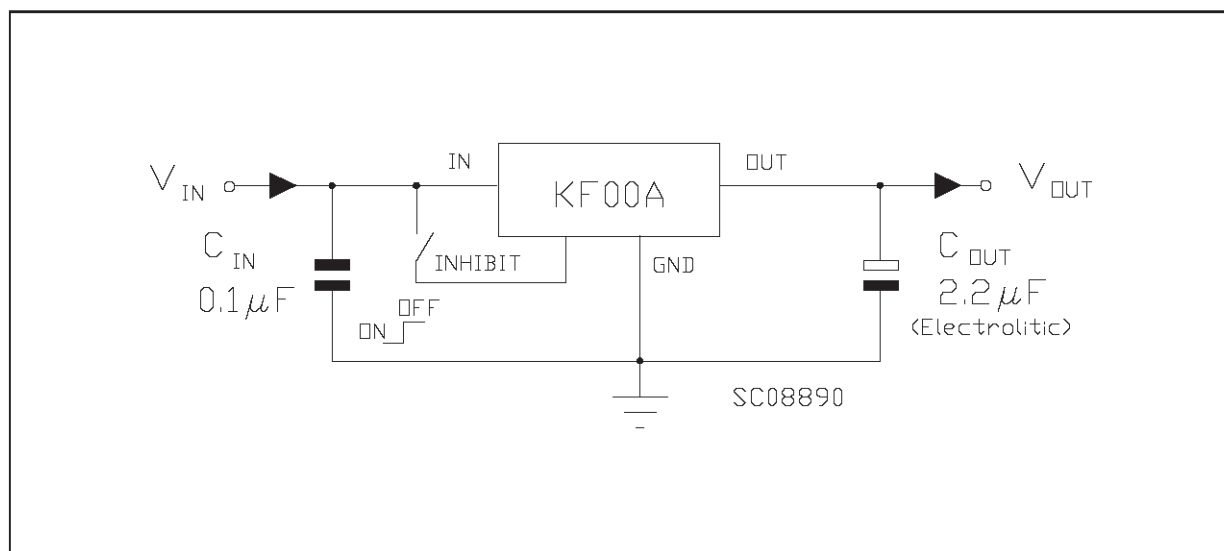 IN
OUT
V IN
KF00A
V OUT
C IN
0.1µF
INHIBIT
GND
C OUT
2.2µF
(Electrolitic)
OFF
ON
SC08890